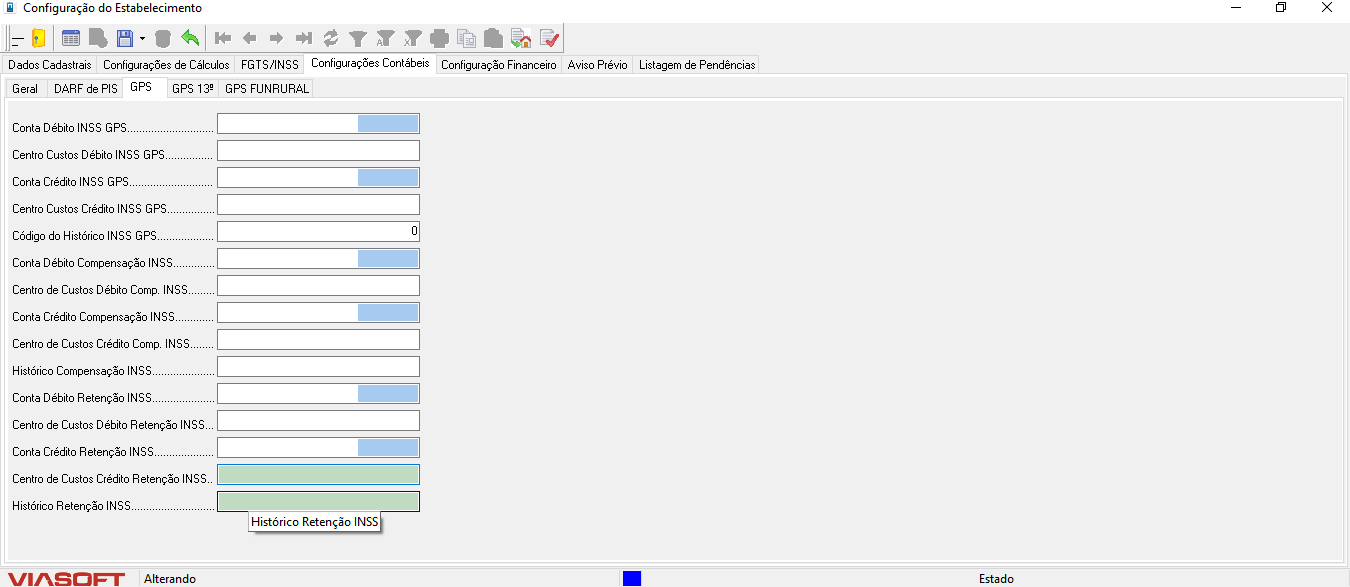 Configuração do Estabelecimento
Dados Cadastrais Configurações de Cálculos FGTS/INSS Configurações Contábeis Configuração Financeiro Aviso Prévio Listagem de Pendências
Geral DARF de PIS GPS GPS 13º GPS FUNRURAL
Conta Débito INSS GPS.............................
Centro Custos Débito INSS GPS................
Conta Crédito INSS GPS............................
Centro Custos Crédito INSS GPS................
Código do Histórico INSS GPS................... 0
Conta Débito Compensação INSS..............
Centro de Custos Débito Comp. INSS.........
Conta Crédito Compensação INSS.............
Centro de Custos Crédito Comp. INSS........
Histórico Compensação INSS.....................
Conta Débito Retenção INSS.....................
Centro de Custos Débito Retenção INSS...
Conta Crédito Retenção INSS....................
Centro de Custos Crédito Retenção INSS..
Histórico Retenção INSS............................
Histórico Retenção INSS
VIASOFT Alterando Estado